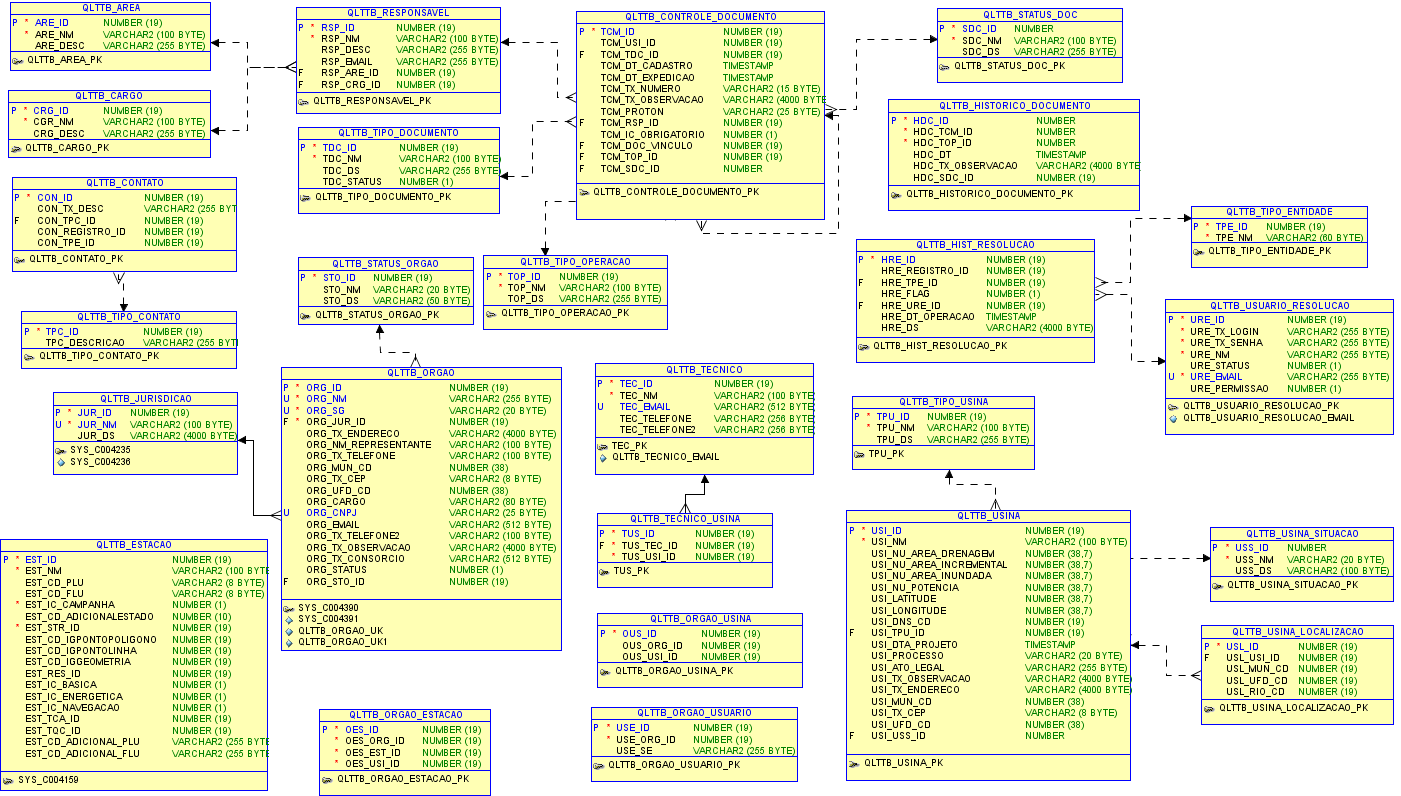 QLTTB_AREA
P * ARE_ID NUMBER (19)
* ARE_NM VARCHAR2 (100 BYTE)
ARE_DESC VARCHAR2 (255 BYTE)
QLTTB_AREA_PK
QLTTB_CARGO
P * CRG_ID NUMBER (19)
* CGR_NM VARCHAR2 (100 BYTE)
CRG_DESC VARCHAR2 (255 BYTE)
QLTTB_CARGO_PK
QLTTB_CONTATO
P * CON_ID NUMBER (19)
CON_TX_DESC VARCHAR2 (255 BYT
F CON_TPC_ID NUMBER (19)
CON_REGISTRO_ID NUMBER (19)
CON_TPE_ID NUMBER (19)
QLTTB_CONTATO_PK
QLTTB_TIPO_CONTATO
P * TPC_ID NUMBER (19)
TPC_DESCRICAO VARCHAR2 (255 BYTI
QLTTB_TIPO_CONTATO_PK
QLTTB_JURISDICAO
P * JUR_ID NUMBER (19)
U * JUR_NM VARCHAR2 (100 BYTE)
JUR_DS VARCHAR2 (4000 BYTE)
SYS_C004235
SYS_C004236
QLTTB_ESTACAO
P * EST_ID NUMBER (19)
* EST_NM VARCHAR2 (100 BYTE
EST_CD_PLU VARCHAR2 (8 BYTE)
EST_CD_FLU VARCHAR2 (8 BYTE)
* EST_IC_CAMPANHA NUMBER (1)
EST_CD_ADICIONALESTADO NUMBER (10)
* EST_STR_ID NUMBER (19)
EST_CD_IGPONTOPOLIGONO NUMBER (19)
EST_CD_IGPONTOLINHA NUMBER (19)
EST_CD_IGGEOMETRIA NUMBER (19)
EST_RES_ID NUMBER (19)
EST_IC_BASICA NUMBER (1)
EST_IC_ENERGETICA NUMBER (1)
EST_IC_NAVEGACAO NUMBER (1)
EST_TCA_ID NUMBER (19)
EST_TQC_ID NUMBER (19)
EST_CD_ADICIONAL_PLU VARCHAR2 (255 BYTE
EST_CD_ADICIONAL_FLU VARCHAR2 (255 BYTE
SYS_C004159
QLTTB_RESPONSAVEL
P * RSP_ID NUMBER (19)
* RSP_NM VARCHAR2 (100 BYTE)
RSP_DESC VARCHAR2 (255 BYTE)
RSP_EMAIL VARCHAR2 (255 BYTE)
F RSP_ARE_ID NUMBER (19)
F RSP_CRG_ID NUMBER (19)
QLTTB_RESPONSAVEL_PK
QLTTB_TIPO_DOCUMENTO
P * TDC_ID NUMBER (19)
* TDC_NM VARCHAR2 (100 BYTE)
TDC_DS VARCHAR2 (255 BYTE)
TDC_STATUS NUMBER (1)
QLTTB_TIPO_DOCUMENTO_PK
QLTTB_STATUS_ORGAO
P * STO_ID NUMBER (19)
STO_NM VARCHAR2 (20 BYTE)
STO_DS VARCHAR2 (50 BYTE)
QLTTB_STATUS_ORGAO_PK
QLTTB_TIPO_OPERACAO
P * TOP_ID NUMBER (19)
* TOP_NM VARCHAR2 (100 BYTE)
TOP_DS VARCHAR2 (255 BYTE)
QLTTB_TIPO_OPERACAO_PK
QLTTB_ORGAO
P * ORG_ID NUMBER (19)
U * ORG_NM VARCHAR2 (255 BYTE)
U * ORG_SG VARCHAR2 (20 BYTE)
F * ORG_JUR_ID NUMBER (19)
ORG_TX_ENDERECO VARCHAR2 (4000 BYTE)
ORG_NM_REPRESENTANTE VARCHAR2 (100 BYTE)
ORG_TX_TELEFONE VARCHAR2 (100 BYTE)
ORG_MUN_CD NUMBER (38)
ORG_TX_CEP VARCHAR2 (8 BYTE)
ORG_UFD_CD NUMBER (38)
ORG_CARGO VARCHAR2 (80 BYTE)
U ORG_CNPJ VARCHAR2 (25 BYTE)
ORG_EMAIL VARCHAR2 (512 BYTE)
ORG_TX_TELEFONE2 VARCHAR2 (100 BYTE)
ORG_TX_OBSERVACAO VARCHAR2 (4000 BYTE)
ORG_TX_CONSORCIO VARCHAR2 (512 BYTE)
ORG_STATUS NUMBER (1)
F ORG_STO_ID NUMBER (19)
SYS_C004390
SYS_C004391
QLTTB_ORGAO_UK
QLTTB_ORGAO_UK1
QLTTB_ORGAO_ESTACAO
P * OES_ID NUMBER (19)
* OES_ORG_ID NUMBER (19)
* OES_EST_ID NUMBER (19)
* OES_USI_ID NUMBER (19)
QLTTB_ORGAO_ESTACAO_PK
QLTTB_CONTROLE_DOCUMENTO
P * TCM_ID NUMBER (19)
TCM_USI_ID NUMBER (19)
F TCM_TDC_ID NUMBER (19)
TCM_DT_CADASTRO TIMESTAMP
TCM_DT_EXPEDICAO TIMESTAMP
TCM_TX_NUMERO VARCHAR2 (15 BYTE)
TCM_TX_OBSERVACAO VARCHAR2 (4000 BYTE
TCM_PROTON VARCHAR2 (25 BYTE)
F TCM_RSP_ID NUMBER (19)
TCM_IC_OBRIGATORIO NUMBER (1)
F TCM_DOC_VINCULO NUMBER (19)
F TCM_TOP_ID NUMBER (19)
F TCM_SDC_ID NUMBER
QLTTB_CONTROLE_DOCUMENTO_PK
QLTTB_TECNICO
P * TEC_ID NUMBER (19)
* TEC_NM VARCHAR2 (100 BYTE
U TEC_EMAIL VARCHAR2 (512 BYTE
TEC_TELEFONE VARCHAR2 (256 BYTE
TEC_TELEFONE2 VARCHAR2 (256 BYTE
TEC_PK
QLTTB_TECNICO_EMAIL
QLTTB_TECNICO_USINA
P * TUS_ID NUMBER (19)
F * TUS_TEC_ID NUMBER (19)
* TUS_USI_ID NUMBER (19)
TUS_PK
QLTTB_ORGAO_USINA
P * OUS_ID NUMBER (19)
OUS_ORG_ID NUMBER (19)
OUS_USI_ID NUMBER (19)
QLTTB_ORGAO_USINA_PK
QLTTB_ORGAO_USUARIO
P * USE_ID NUMBER (19)
* USE_ORG_ID NUMBER (19)
USE_SE VARCHAR2 (255 BYTE)
QLTTB_ORGAO_USUARIO_PK
QLTTB_STATUS_DOC
P * SDC_ID NUMBER
* SDC_NM VARCHAR2 (100 BYTE)
SDC_DS VARCHAR2 (255 BYTE)
QLTTB_STATUS_DOC_PK
QLTTB_HISTORICO_DOCUMENTO
P * HDC_ID NUMBER
* HDC_TCM_ID NUMBER
* HDC_TOP_ID NUMBER
HDC_DT TIMESTAMP
HDC_TX_OBSERVACAO VARCHAR2 (4000 BYTE
HDC_SDC_ID NUMBER (19)
QLTTB_HISTORICO_DOCUMENTO_PK
QLTTB_HIST_RESOLUCAO
P * HRE_ID NUMBER (19)
HRE_REGISTRO_ID NUMBER (19)
F HRE_TPE_ID NUMBER (19)
HRE_FLAG NUMBER (1)
F HRE_URE_ID NUMBER (19)
HRE_DT_OPERACAO TIMESTAMP
HRE_DS VARCHAR2 (4000 BYTE)
QLTTB_HIST_RESOLUCAO_PK
QLTTB_TIPO_ENTIDADE
P * TPE_ID NUMBER (19)
* TPE_NM VARCHAR2 (60 BYTE)
QLTTB_TIPO_ENTIDADE_PK
QLTTB_USUARIO_RESOLUCAO
P * URE_ID NUMBER (19)
* URE_TX_LOGIN VARCHAR2 (255 BYTE)
* URE_TX_SENHA VARCHAR2 (255 BYTE)
* URE_NM VARCHAR2 (255 BYTE)
URE_STATUS NUMBER (1)
U * URE_EMAIL VARCHAR2 (255 BYTE)
URE_PERMISSAO NUMBER (1)
QLTTB_USUARIO_RESOLUCAO_PK
QLTTB_USUARIO_RESOLUCAO_EMAIL
QLTTB_TIPO_USINA
P * TPU_ID NUMBER (19)
* TPU_NM VARCHAR2 (100 BYTE)
TPU_DS VARCHAR2 (255 BYTE)
TPU_PK
QLTTB_USINA
P * USI_ID NUMBER (19)
* USI_NM VARCHAR2 (100 BYTE)
USI_NU_AREA_DRENAGEM NUMBER (38,7)
USI_NU_AREA_INCREMENTAL NUMBER (38,7)
USI_NU_AREA_INUNDADA NUMBER (38,7)
USI_NU_POTENCIA NUMBER (38,7)
USI_LATITUDE NUMBER (38,7)
USI_LONGITUDE NUMBER (38,7)
USI_DNS_CD NUMBER (19)
F USI_TPU_ID NUMBER (19)
USI_DTA_PROJETO TIMESTAMP
USI_PROCESSO VARCHAR2 (20 BYTE)
USI_ATO_LEGAL VARCHAR2 (255 BYTE)
USI_TX_OBSERVACAO VARCHAR2 (4000 BYTE
USI_TX_ENDERECO VARCHAR2 (4000 BYTE
USI_MUN_CD NUMBER (38)
USI_TX_CEP VARCHAR2 (8 BYTE)
USI_UFD_CD NUMBER (38)
F USI_USS_ID NUMBER
QLTTB_USINA_PK
QLTTB_USINA_SITUACAO
P * USS_ID NUMBER
* USS_NM VARCHAR2 (20 BYTE)
USS_DS VARCHAR2 (100 BYTE)
QLTTB_USINA_SITUACAO_PK
QLTTB_USINA_LOCALIZACAO
P * USL_ID NUMBER (19)
F USL_USI_ID NUMBER (19)
USL_MUN_CD NUMBER (19)
USL_UFD_CD NUMBER (19)
USL_RIO_CD NUMBER (19)
QLTTB_USINA_LOCALIZACAO_PK